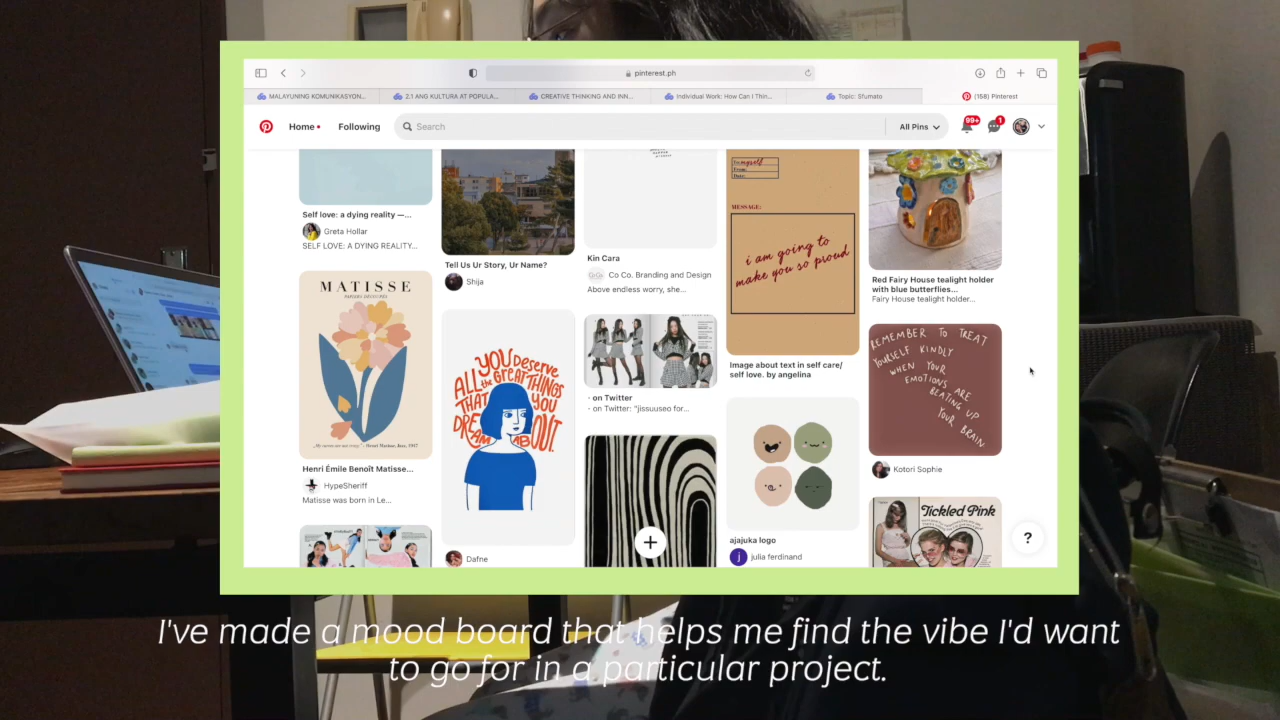 pinterest.ph
MALAYUNING KOMUNIKASYON...
2.1 ANG KULTURA AT POPULA...
CREATIVE THINKING AND INN...
Individual Work: How Can I Thin...
Topic: Sfumato
(158) Pinterest
Home
Following
Search
All Pins
99+
1
Self love: a dying reality —...
Greta Hollar
SELF LOVE: A DYING REALITY...
MATISSE
Henri Émile Benoît Matisse...
HypeSheriff
Matisse was born in Le...
Tell Us Ur Story, Ur Name?
Shija
YOU Deserve
ALL the GREAT THINGS
THAT YOU
DREAM ABOUT.
Dafne
Kin Cara
Co Co. Branding and Design
Above endless worry, she...
· on Twitter
· on Twitter: "jissuuseo for...
To: myself
From:
Date:
MESSAGE:
i am going to
make you so proud
Image about text in self care/
self love. by angelina
ajajuka logo
j
julia ferdinand
Red Fairy House tealight holder
with blue butterflies...
Fairy House tealight holder...
REMEMBER TO TREAT
YOURSELF KINDLY
WHEN YOUR
EMOTIONS ARE
BEATING UP
YOUR BRAIN
Kotori Sophie
Tickled Pink
?
I've made a mood board that helps me find the vibe I'd want
to go for in a particular project.